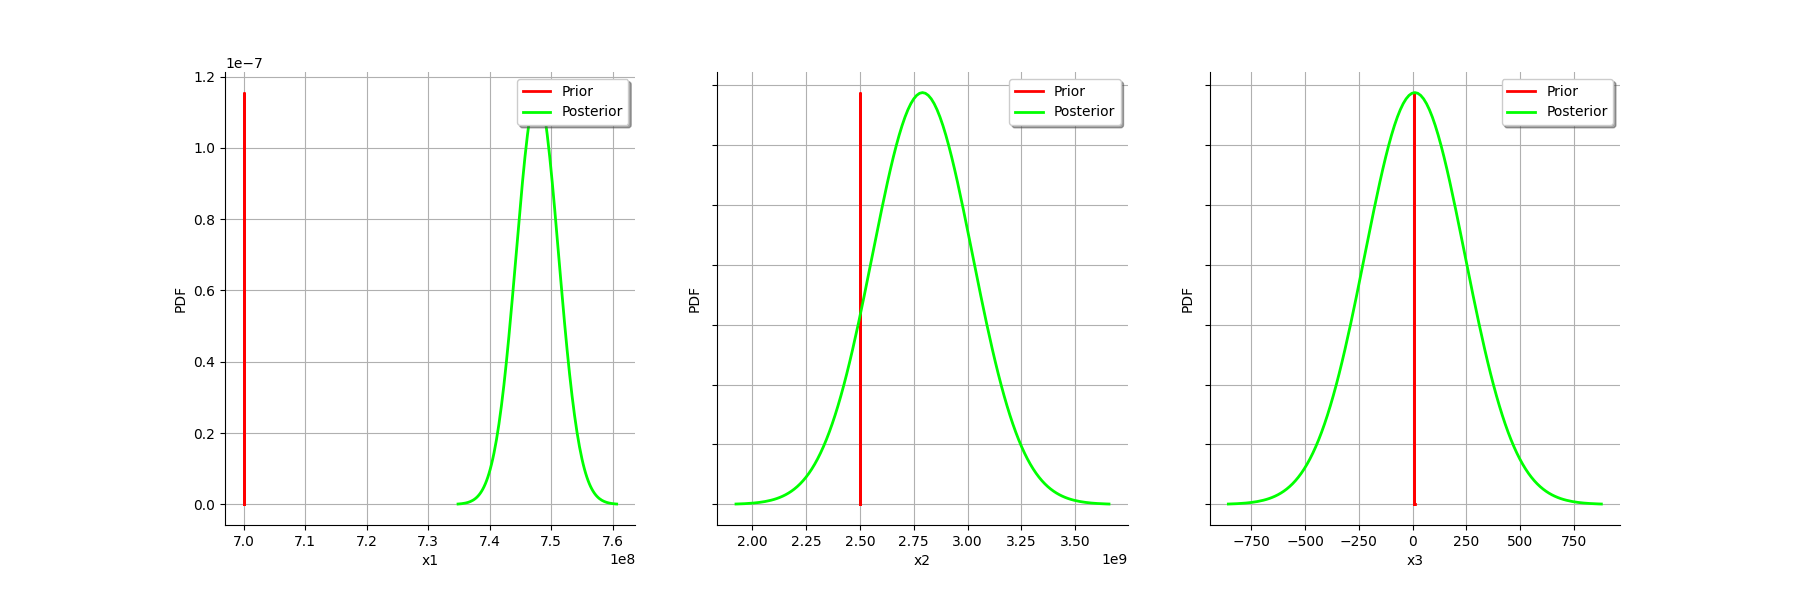 1e−7
1.2
1.0
0.8
0.6
0.4
0.2
0.0
PDF
7.0 7.1 7.2 7.3 7.4 7.5 7.6
x1
1e8
Prior
Posterior
PDF
2.00 2.25 2.50 2.75 3.00 3.25 3.50
x2
1e9
Prior
Posterior
PDF
−750 −500 −250 0 250 500 750
x3
Prior
Posterior